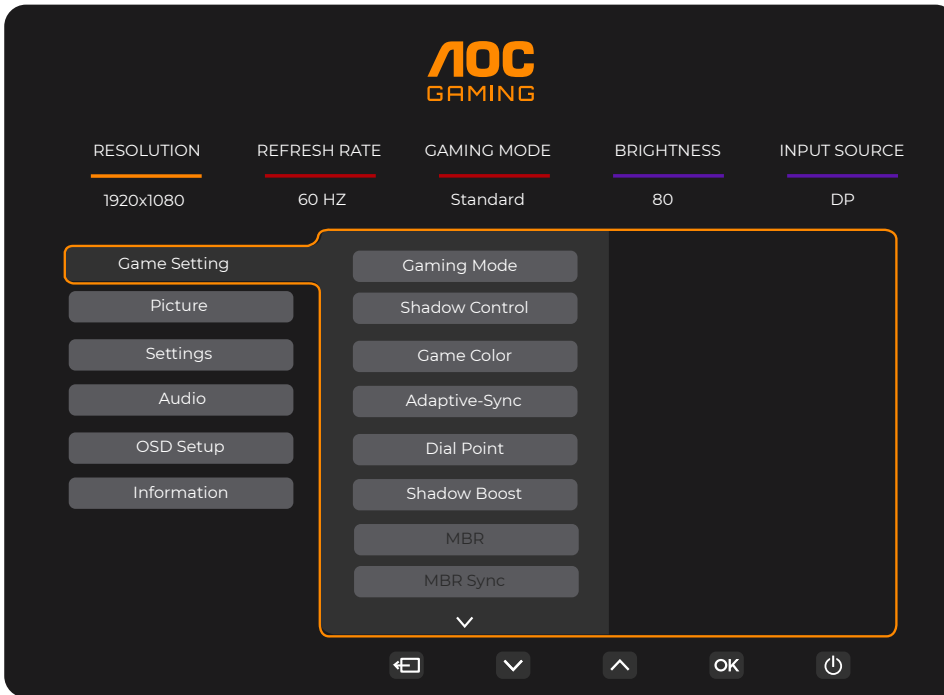 AOC
GAMING
RESOLUTION REFRESH RATE GAMING MODE BRIGHTNESS INPUT SOURCE
1920x1080 60 HZ Standard 80 DP
Game Setting
Picture
Settings
Audio
OSD Setup
Information
Gaming Mode
Shadow Control
Game Color
Adaptive-Sync
Dial Point
Shadow Boost
MBR
MBR Sync
OK